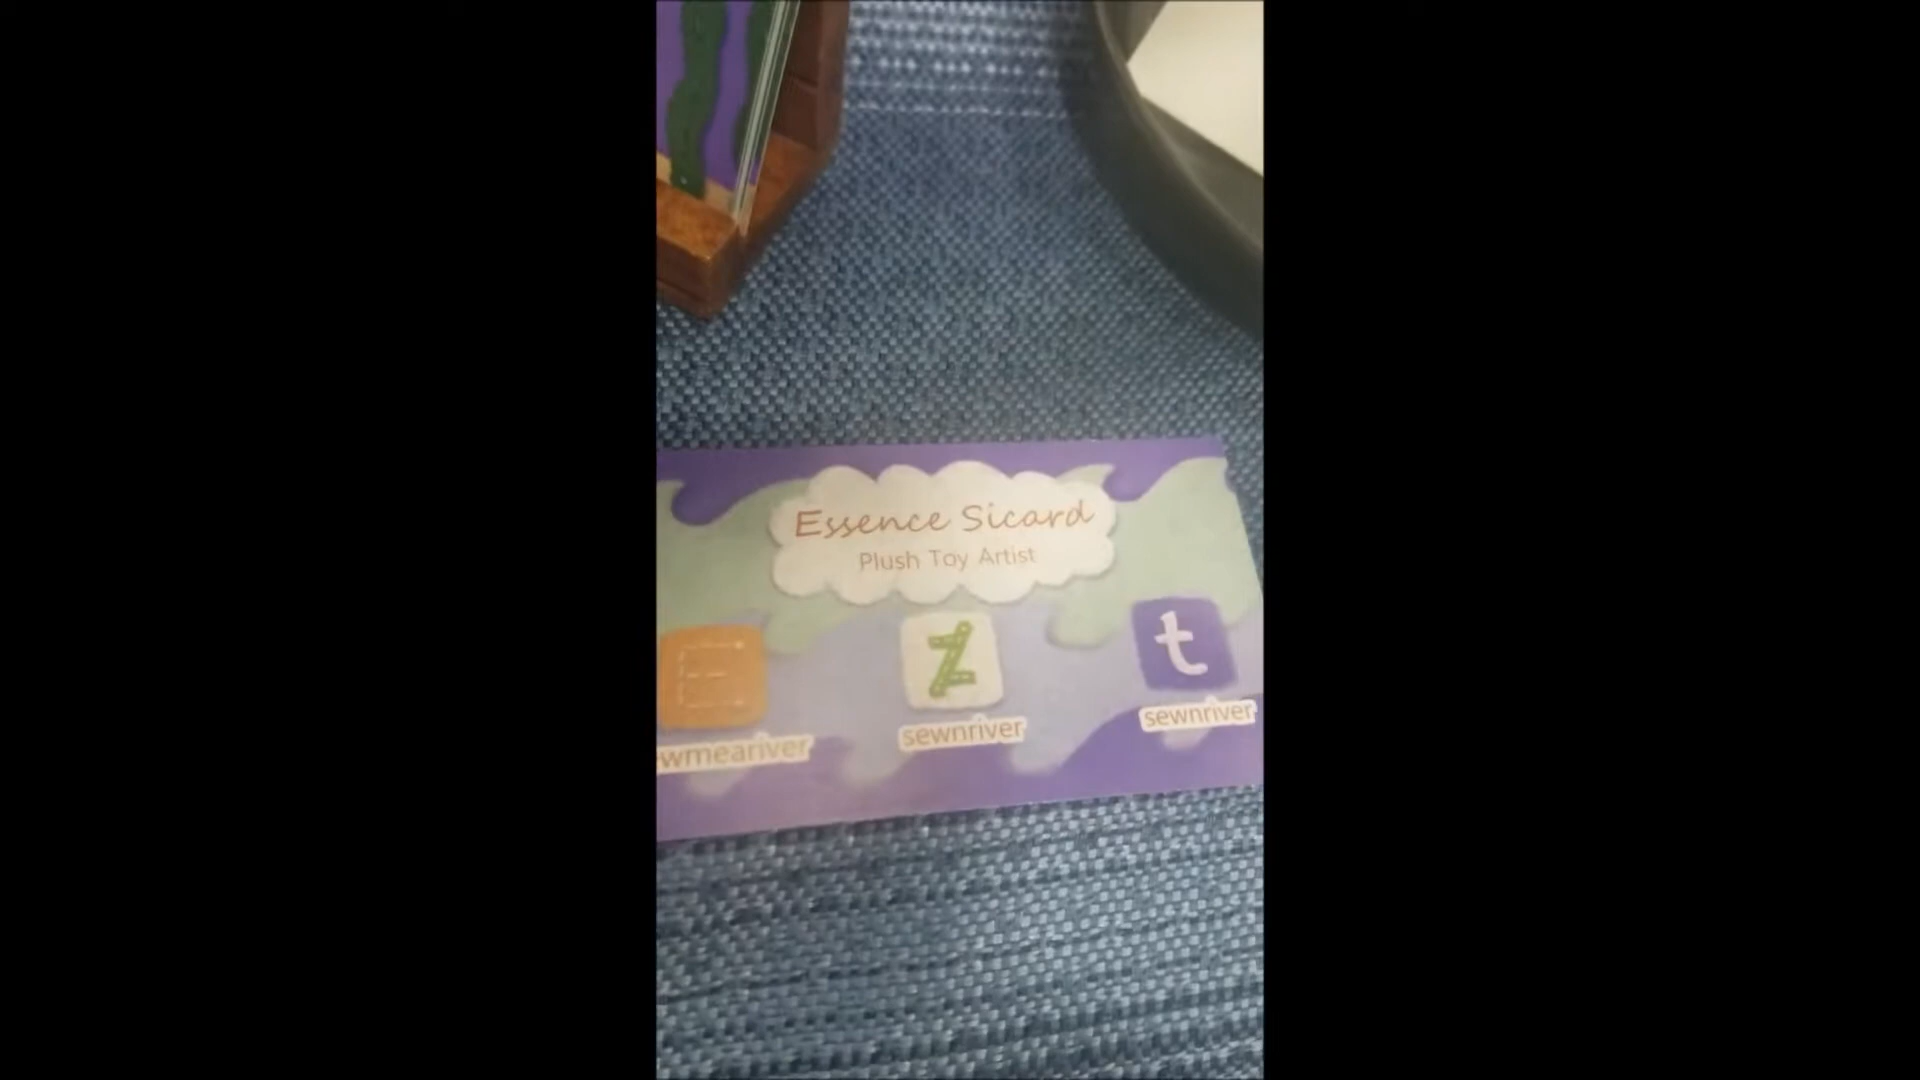 Essence Sicard
Plush Toy Artist
E
Z
t
wmeariver
sewnriver
sewnriver